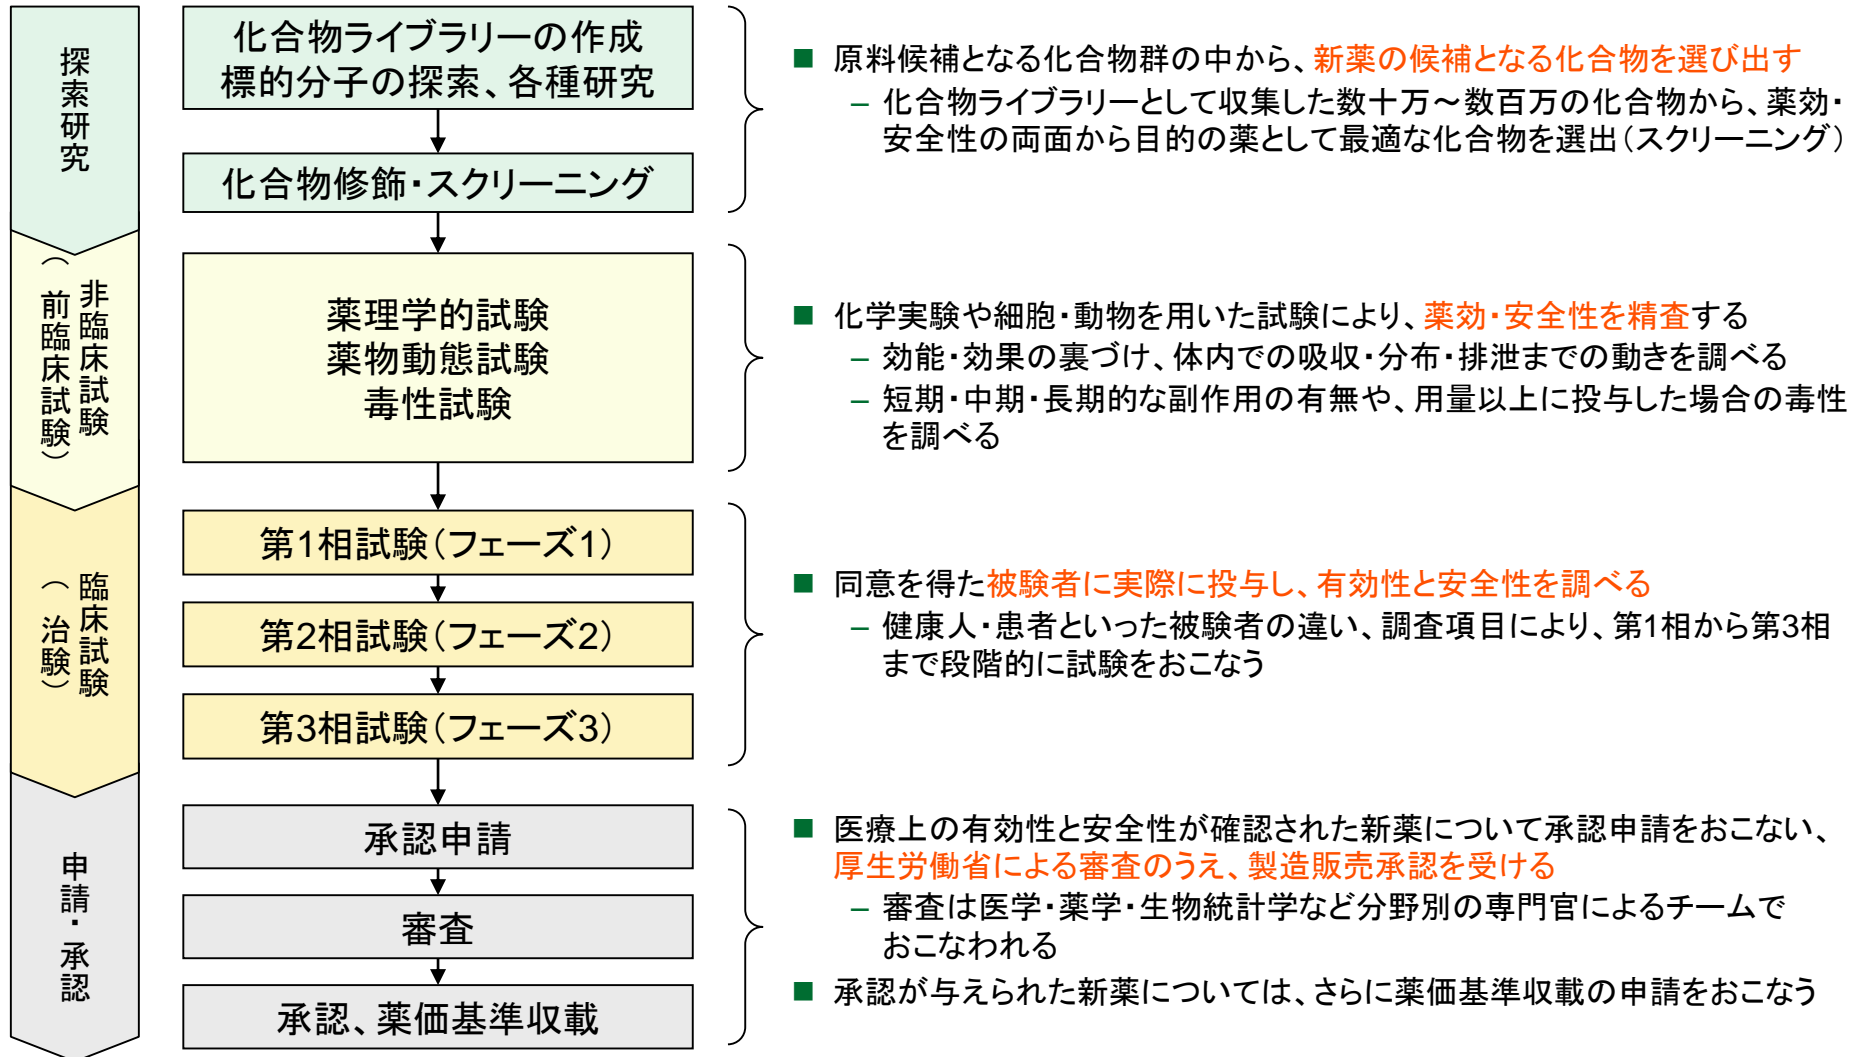 探索研究
化合物ライブラリーの作成
標的分子の探索、各種研究
化合物修飾・スクリーニング
■ 原料候補となる化合物群の中から、新薬の候補となる化合物を選び出す
– 化合物ライブラリーとして収集した数十万～数百万の化合物から、薬効・
安全性の両面から目的の薬として最適な化合物を選出（スクリーニング）
非臨床試験
（前臨床試験）
薬理学的試験
薬物動態試験
毒性試験
■ 化学実験や細胞・動物を用いた試験により、薬効・安全性を精査する
– 効能・効果の裏づけ、体内での吸収・分布・排泄までの動きを調べる
– 短期・中期・長期的な副作用の有無や、用量以上に投与した場合の毒性
を調べる
臨床試験
（治験）
第1相試験（フェーズ1）
第2相試験（フェーズ2）
第3相試験（フェーズ3）
■ 同意を得た被験者に実際に投与し、有効性と安全性を調べる
– 健康人・患者といった被験者の違い、調査項目により、第1相から第3相
まで段階的に試験をおこなう
申請・承認
承認申請
審査
承認、薬価基準収載
■ 医療上の有効性と安全性が確認された新薬について承認申請をおこない、
厚生労働省による審査のうえ、製造販売承認を受ける
– 審査は医学・薬学・生物統計学など分野別の専門官によるチームで
おこなわれる
■ 承認が与えられた新薬については、さらに薬価基準収載の申請をおこなう